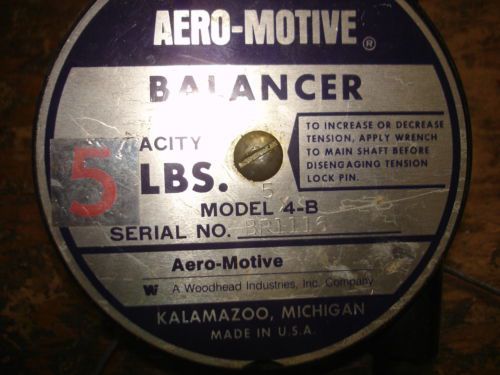 AERO-MOTIVE ®
BALANCER
ACITY
5 LBS.
5
TO INCREASE OR DECREASE
TENSION, APPLY WRENCH
TO MAIN SHAFT BEFORE
DISENGAGING TENSION
LOCK PIN.
MODEL 4-B
SERIAL NO.
Aero-Motive
W A Woodhead Industries, Inc. Company
KALAMAZOO, MICHIGAN
MADE IN U.S.A.